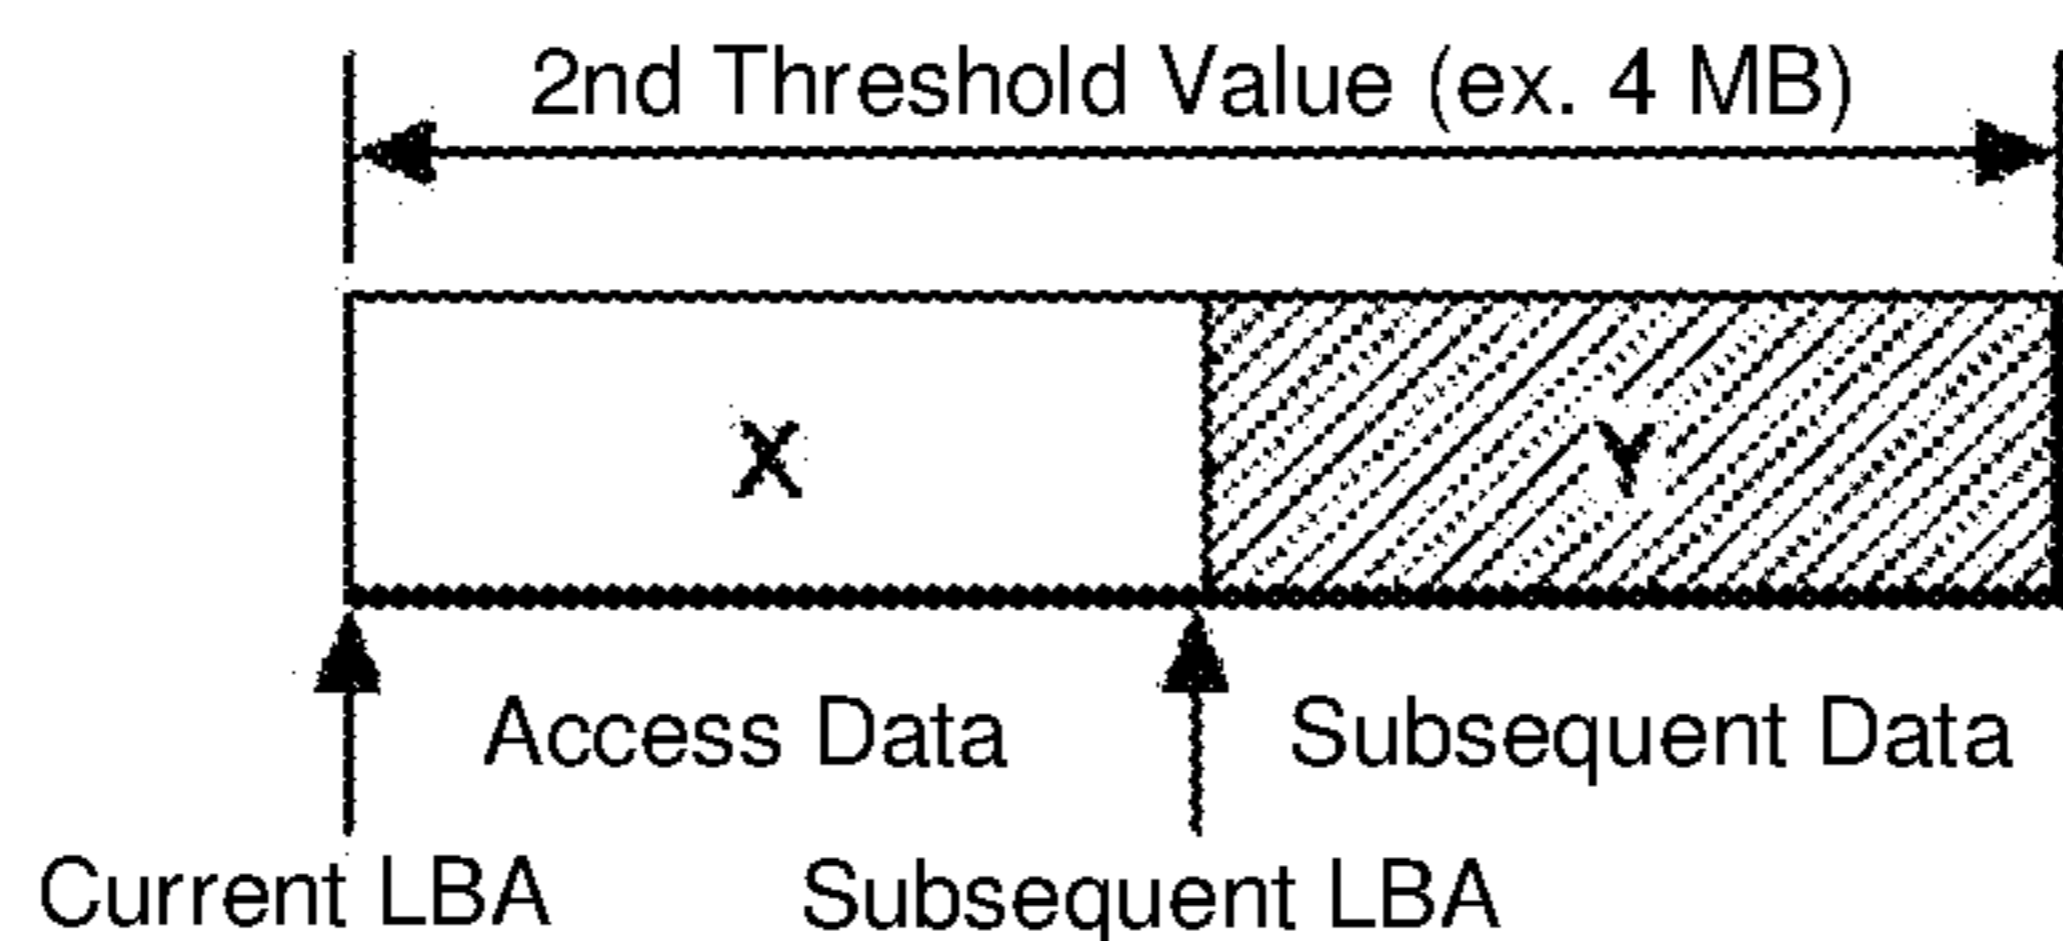 2nd Threshold Value (ex. 4 MB)
X
Y
Access Data
Subsequent Data
Current LBA
Subsequent LBA